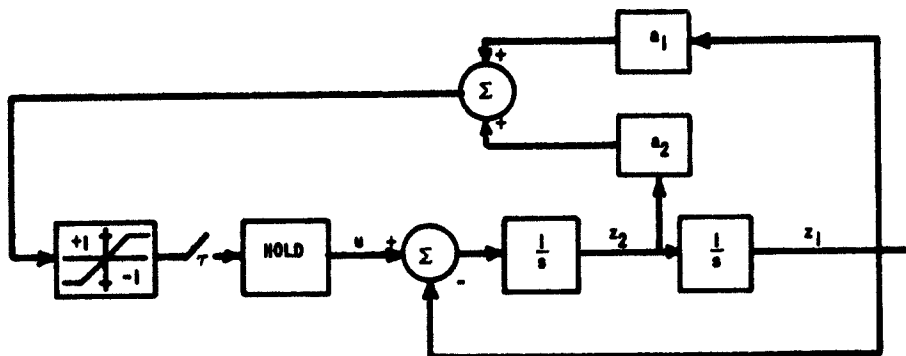 a₁
+
Σ
+
a₂
+1
-1
τ
HOLD
u
+
Σ
-
1/s
z₂
1/s
z₁